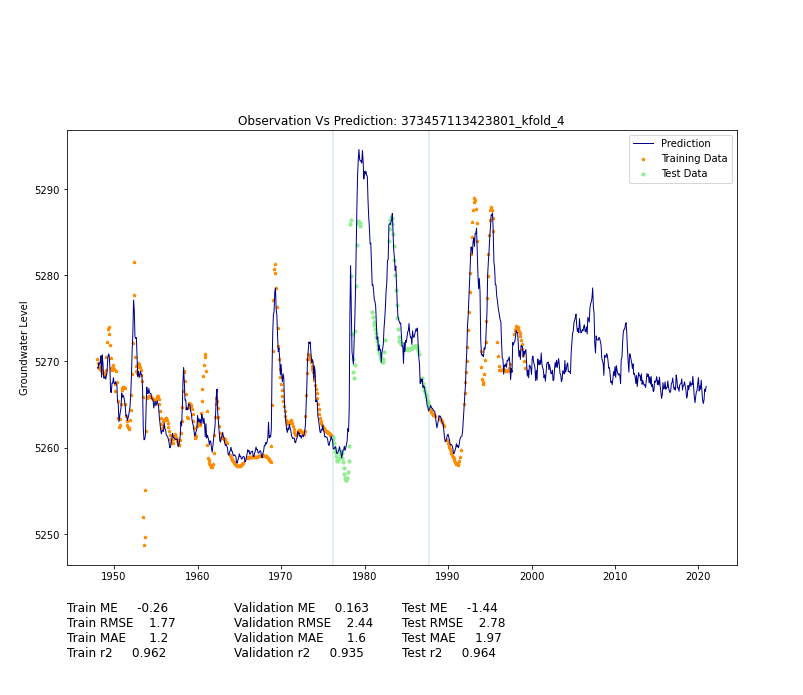 Observation Vs Prediction: 373457113423801_kfold_4
Prediction
Training Data
Test Data
Groundwater Level
5290
5280
5270
5260
5250
1950 1960 1970 1980 1990 2000 2010 2020
Train ME -0.26 Validation ME 0.163 Test ME -1.44
Train RMSE 1.77 Validation RMSE 2.44 Test RMSE 2.78
Train MAE 1.2 Validation MAE 1.6 Test MAE 1.97
Train r2 0.962 Validation r2 0.935 Test r2 0.964